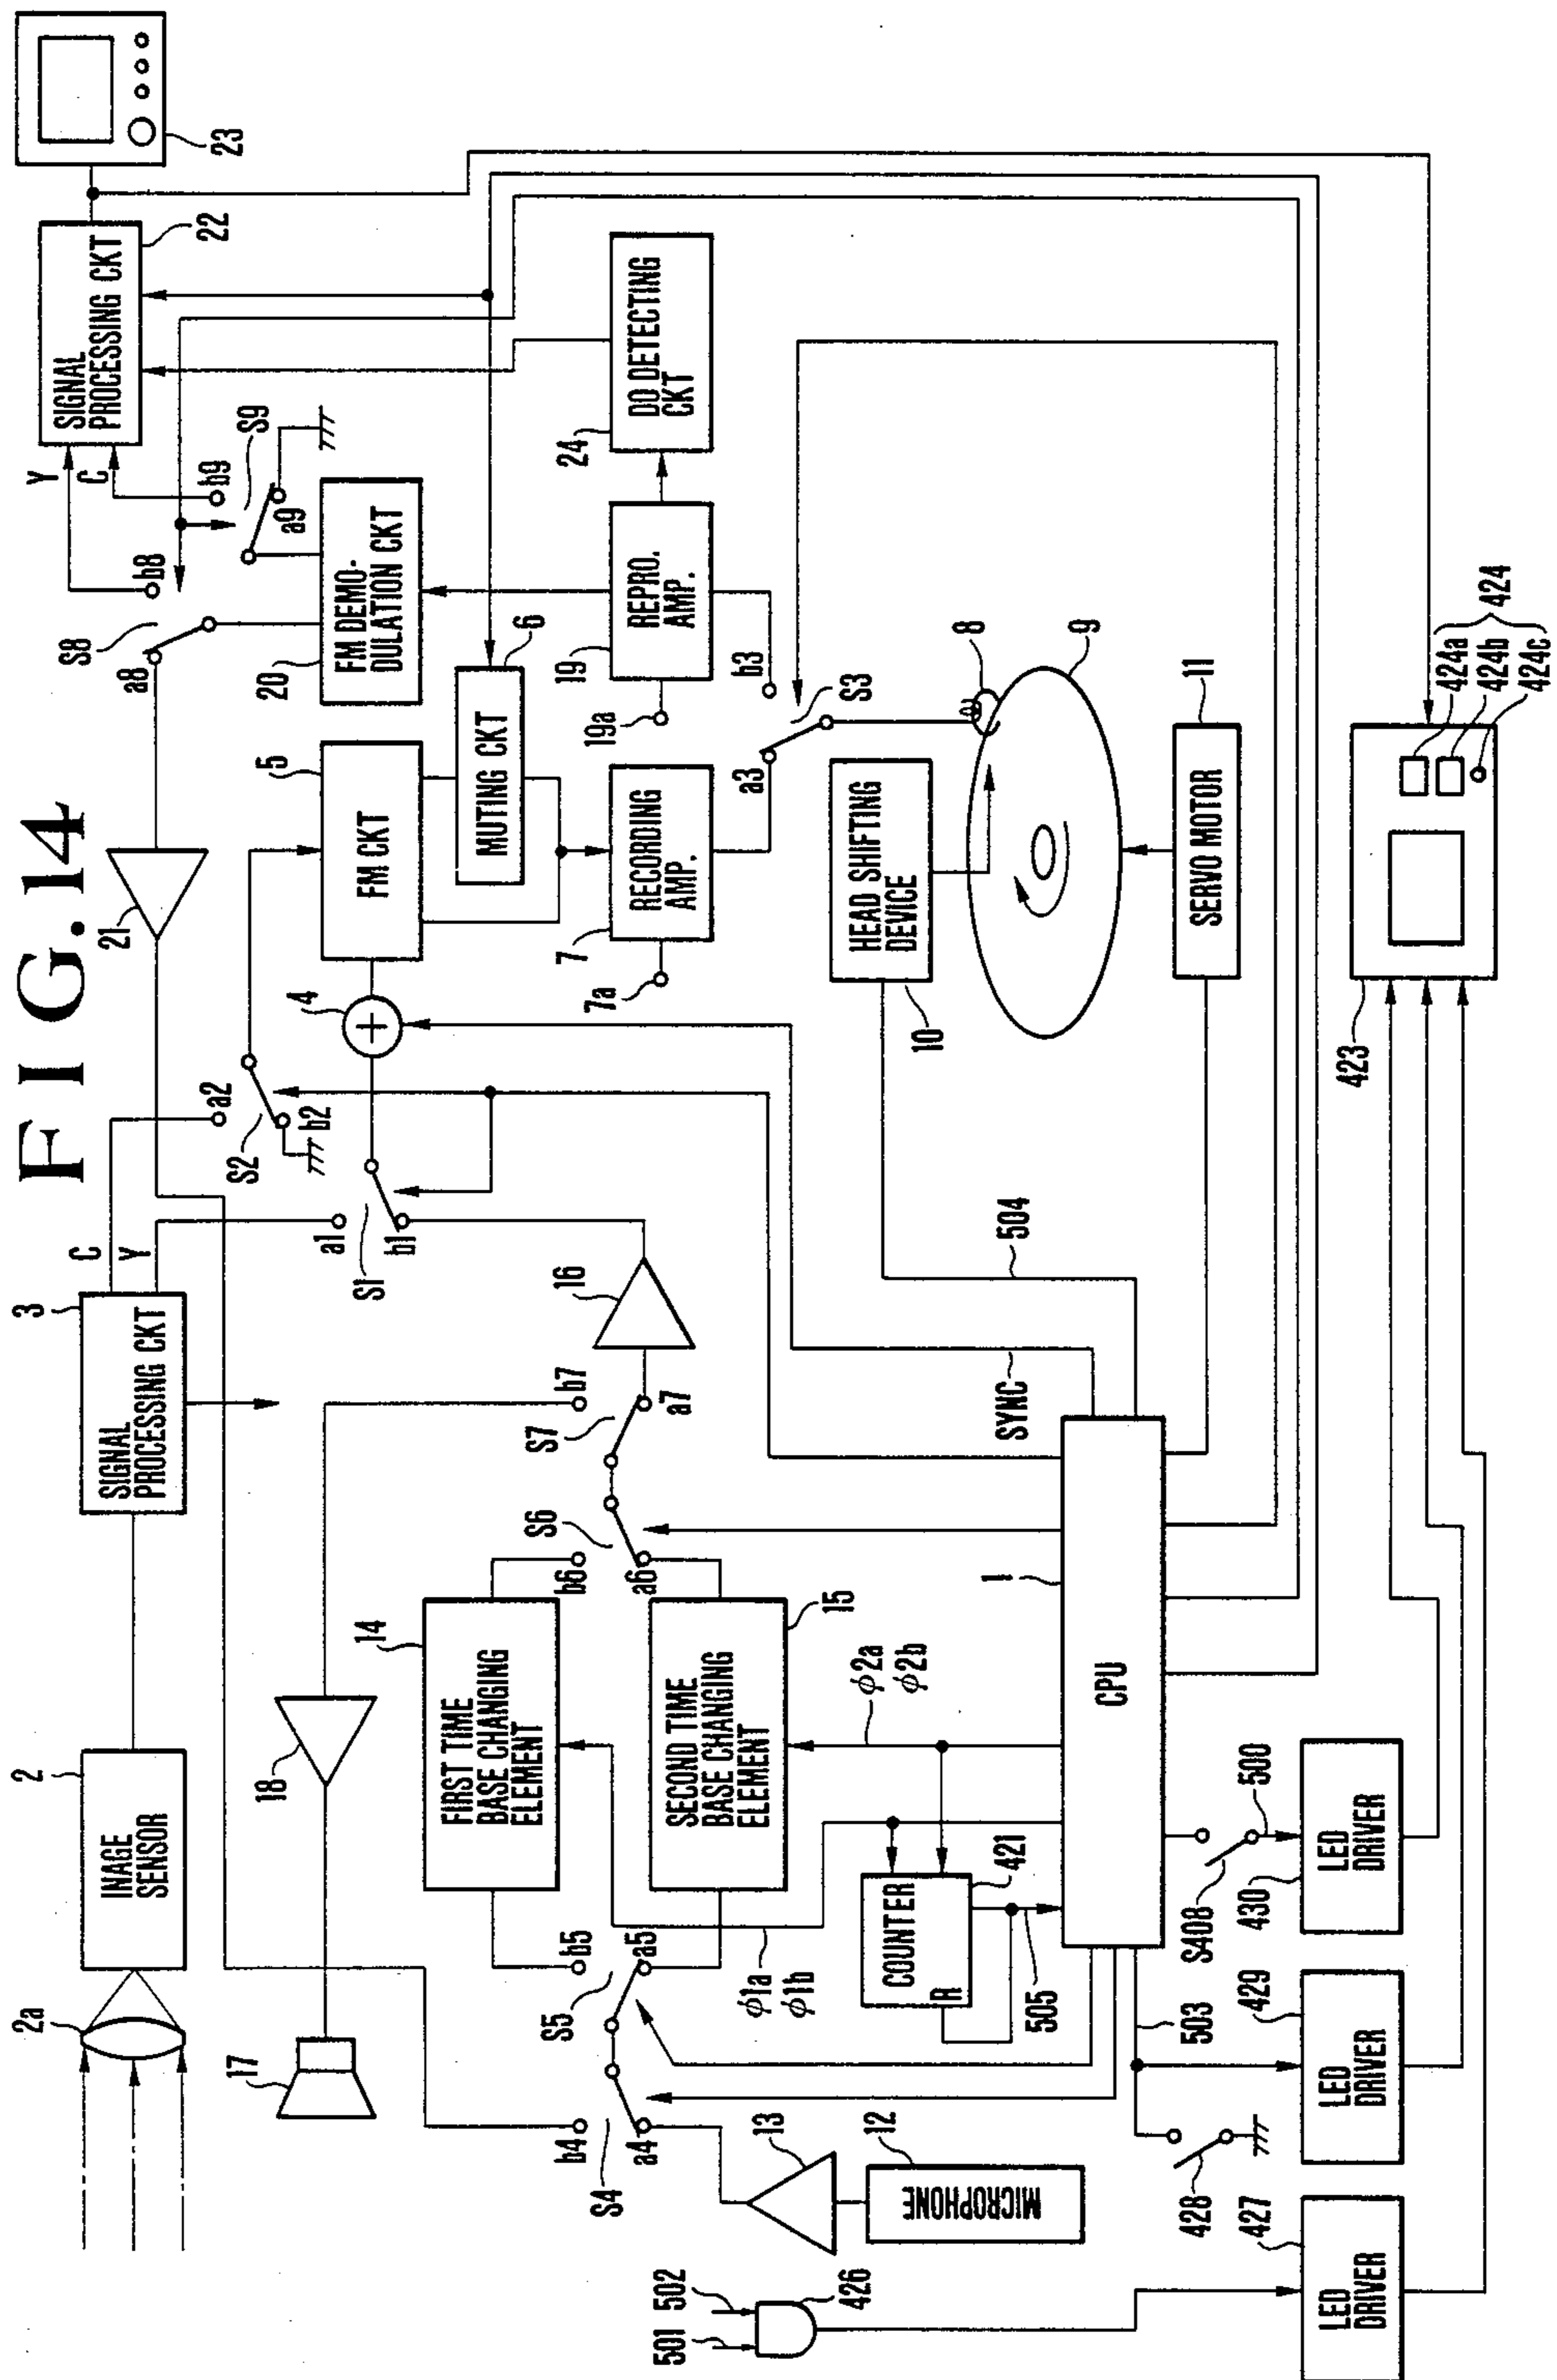 FIG.14
2a
2
INAGE
SENSOR
3
SIGNAL
PROCESSING CKT
C
Y
a2
S2
b2
a1
S1
b1
4
5
FM CKT
6
MUTING CKT
7
7a
RECORDING
AMP.
21
a8
S8
b8
Y
C
b9
S9
a9
20
FM DEMO-
DULATION CKT
SIGNAL
PROCESSING CKT
22
23
19
19a
REPRO.
AMP.
24
DO DETECTING
CKT
a3
b3
S3
8
9
HEAD SHIFTING
DEVICE
10
SERVO MOTOR
11
17
18
14
FIRST TIME
BASE CHANGING
ELEMENT
SECOND TIME
BASE CHANGING
ELEMENT
15
b4
S4
a4
b5
S5
a5
b6
S6
a6
b7
S7
a7
16
13
12
MICROPHONE
ϕ1a
ϕ1b
ϕ2a
ϕ2b
COUNTER
R
421
505
1
CPU
SYNC
504
503
428
S408
500
501
502
426
427
LED
DRIVER
429
LED
DRIVER
430
LED
DRIVER
423
424a
424b
424c
424